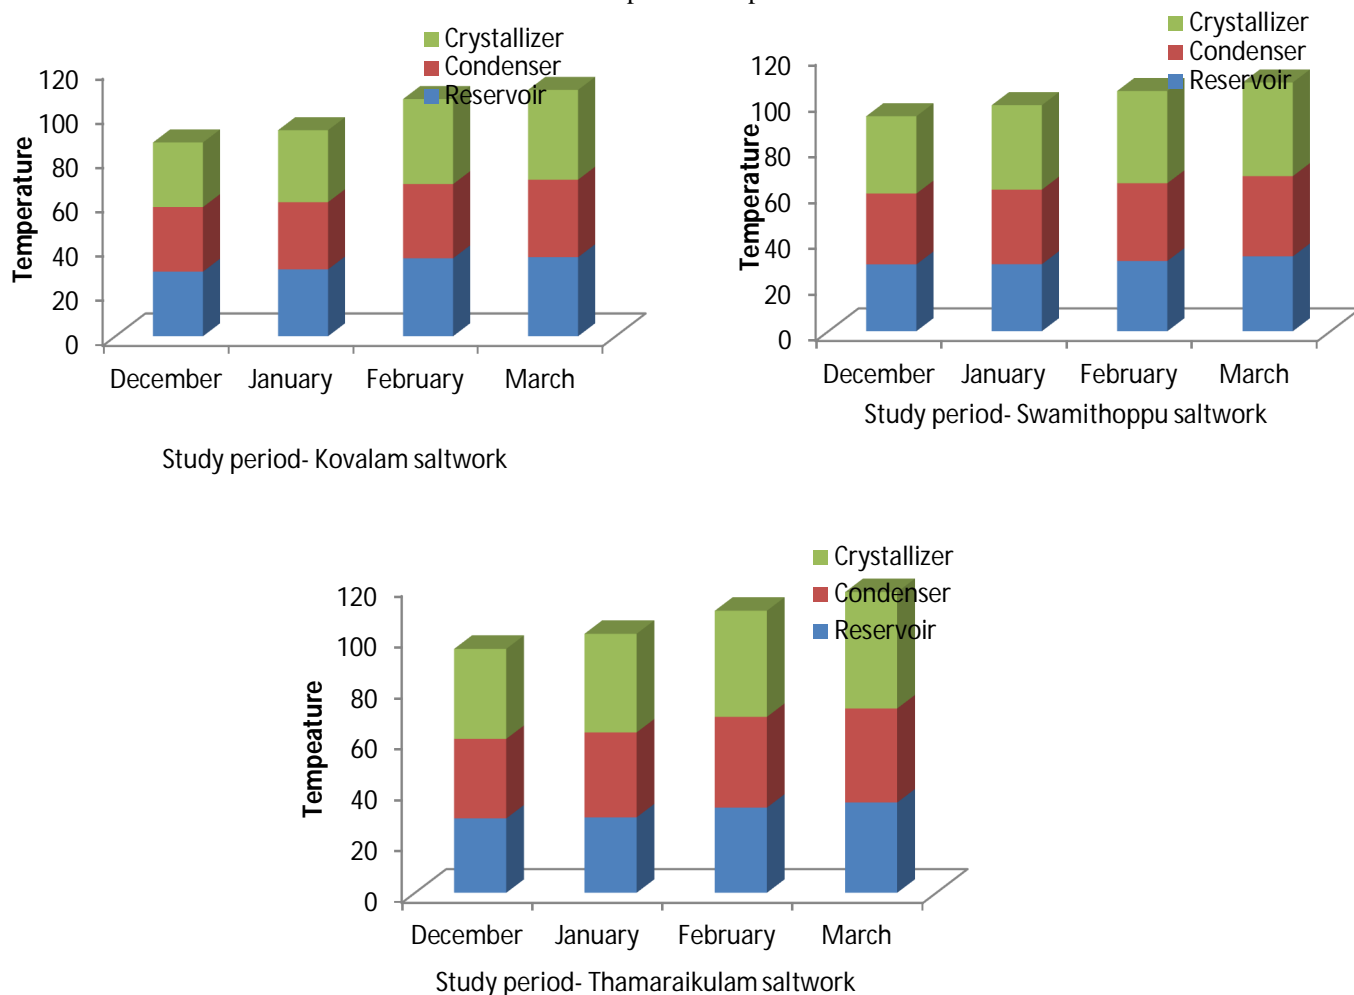 Crystallizer
Condenser
Reservoir
120
100
80
60
40
20
0
Temperature
December January February March
Study period- Kovalam saltwork
Crystallizer
Condenser
Reservoir
120
100
80
60
40
20
0
Temperature
December January February March
Study period- Swamithoppu saltwork
Crystallizer
Condenser
Reservoir
120
100
80
60
40
20
0
Tempeature
December January February March
Study period- Thamaraikulam saltwork